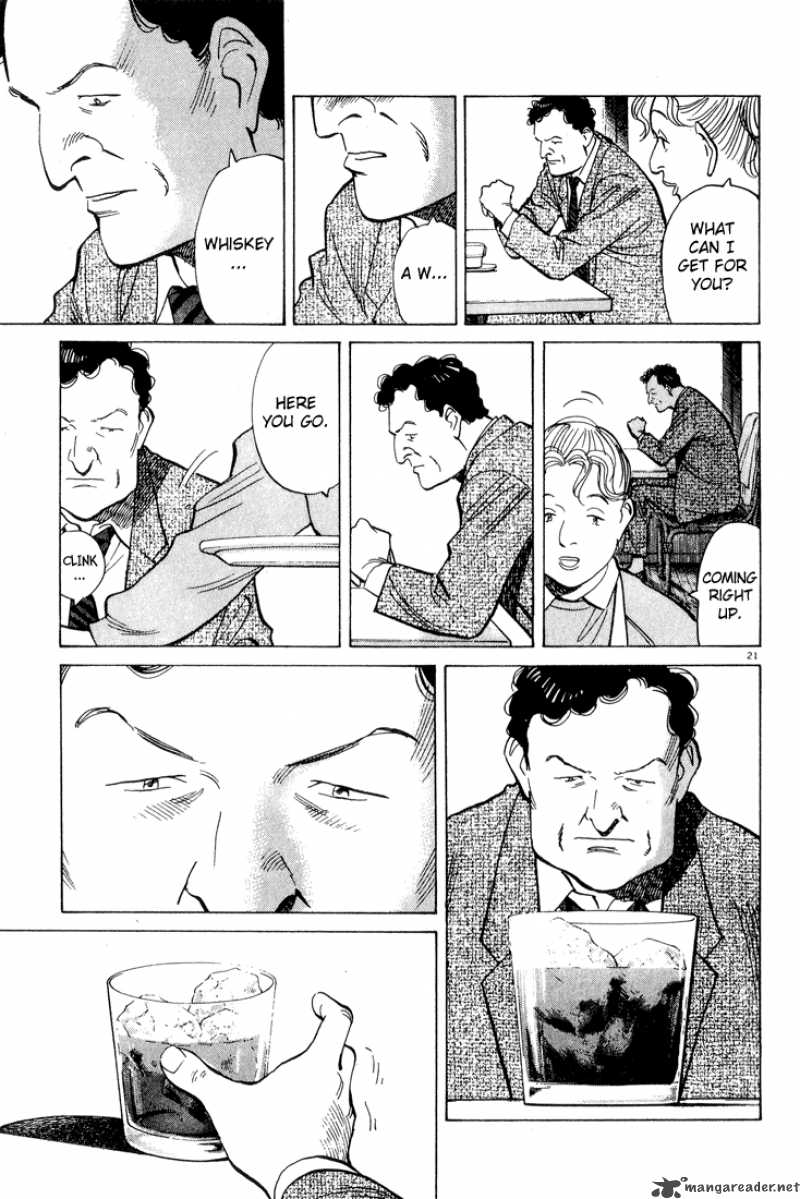 WHAT
CAN I
GET FOR
YOU?
A W...
WHISKEY
...
COMING
RIGHT
UP.
HERE
YOU GO.
CLINK
...
21
mangareader.net